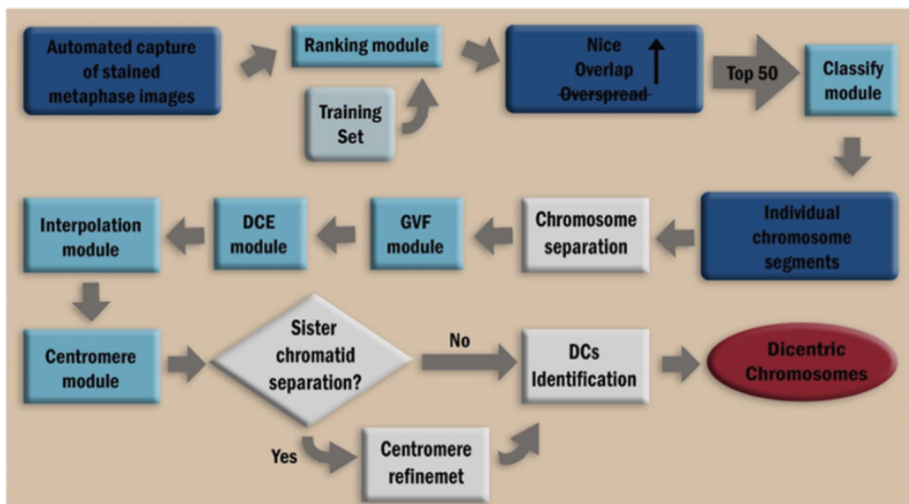 Automated capture
of stained
metaphase images
Ranking module
Training
Set
Nice
Overlap
Overspread
Top 50
Classify
module
Individual
chromosome
segments
Chromosome
separation
GVF
module
DCE
module
Interpolation
module
Centromere
module
Sister
chromatid
separation?
No
Yes
Centromere
refinemet
DCs
Identification
Dicentric
Chromosomes